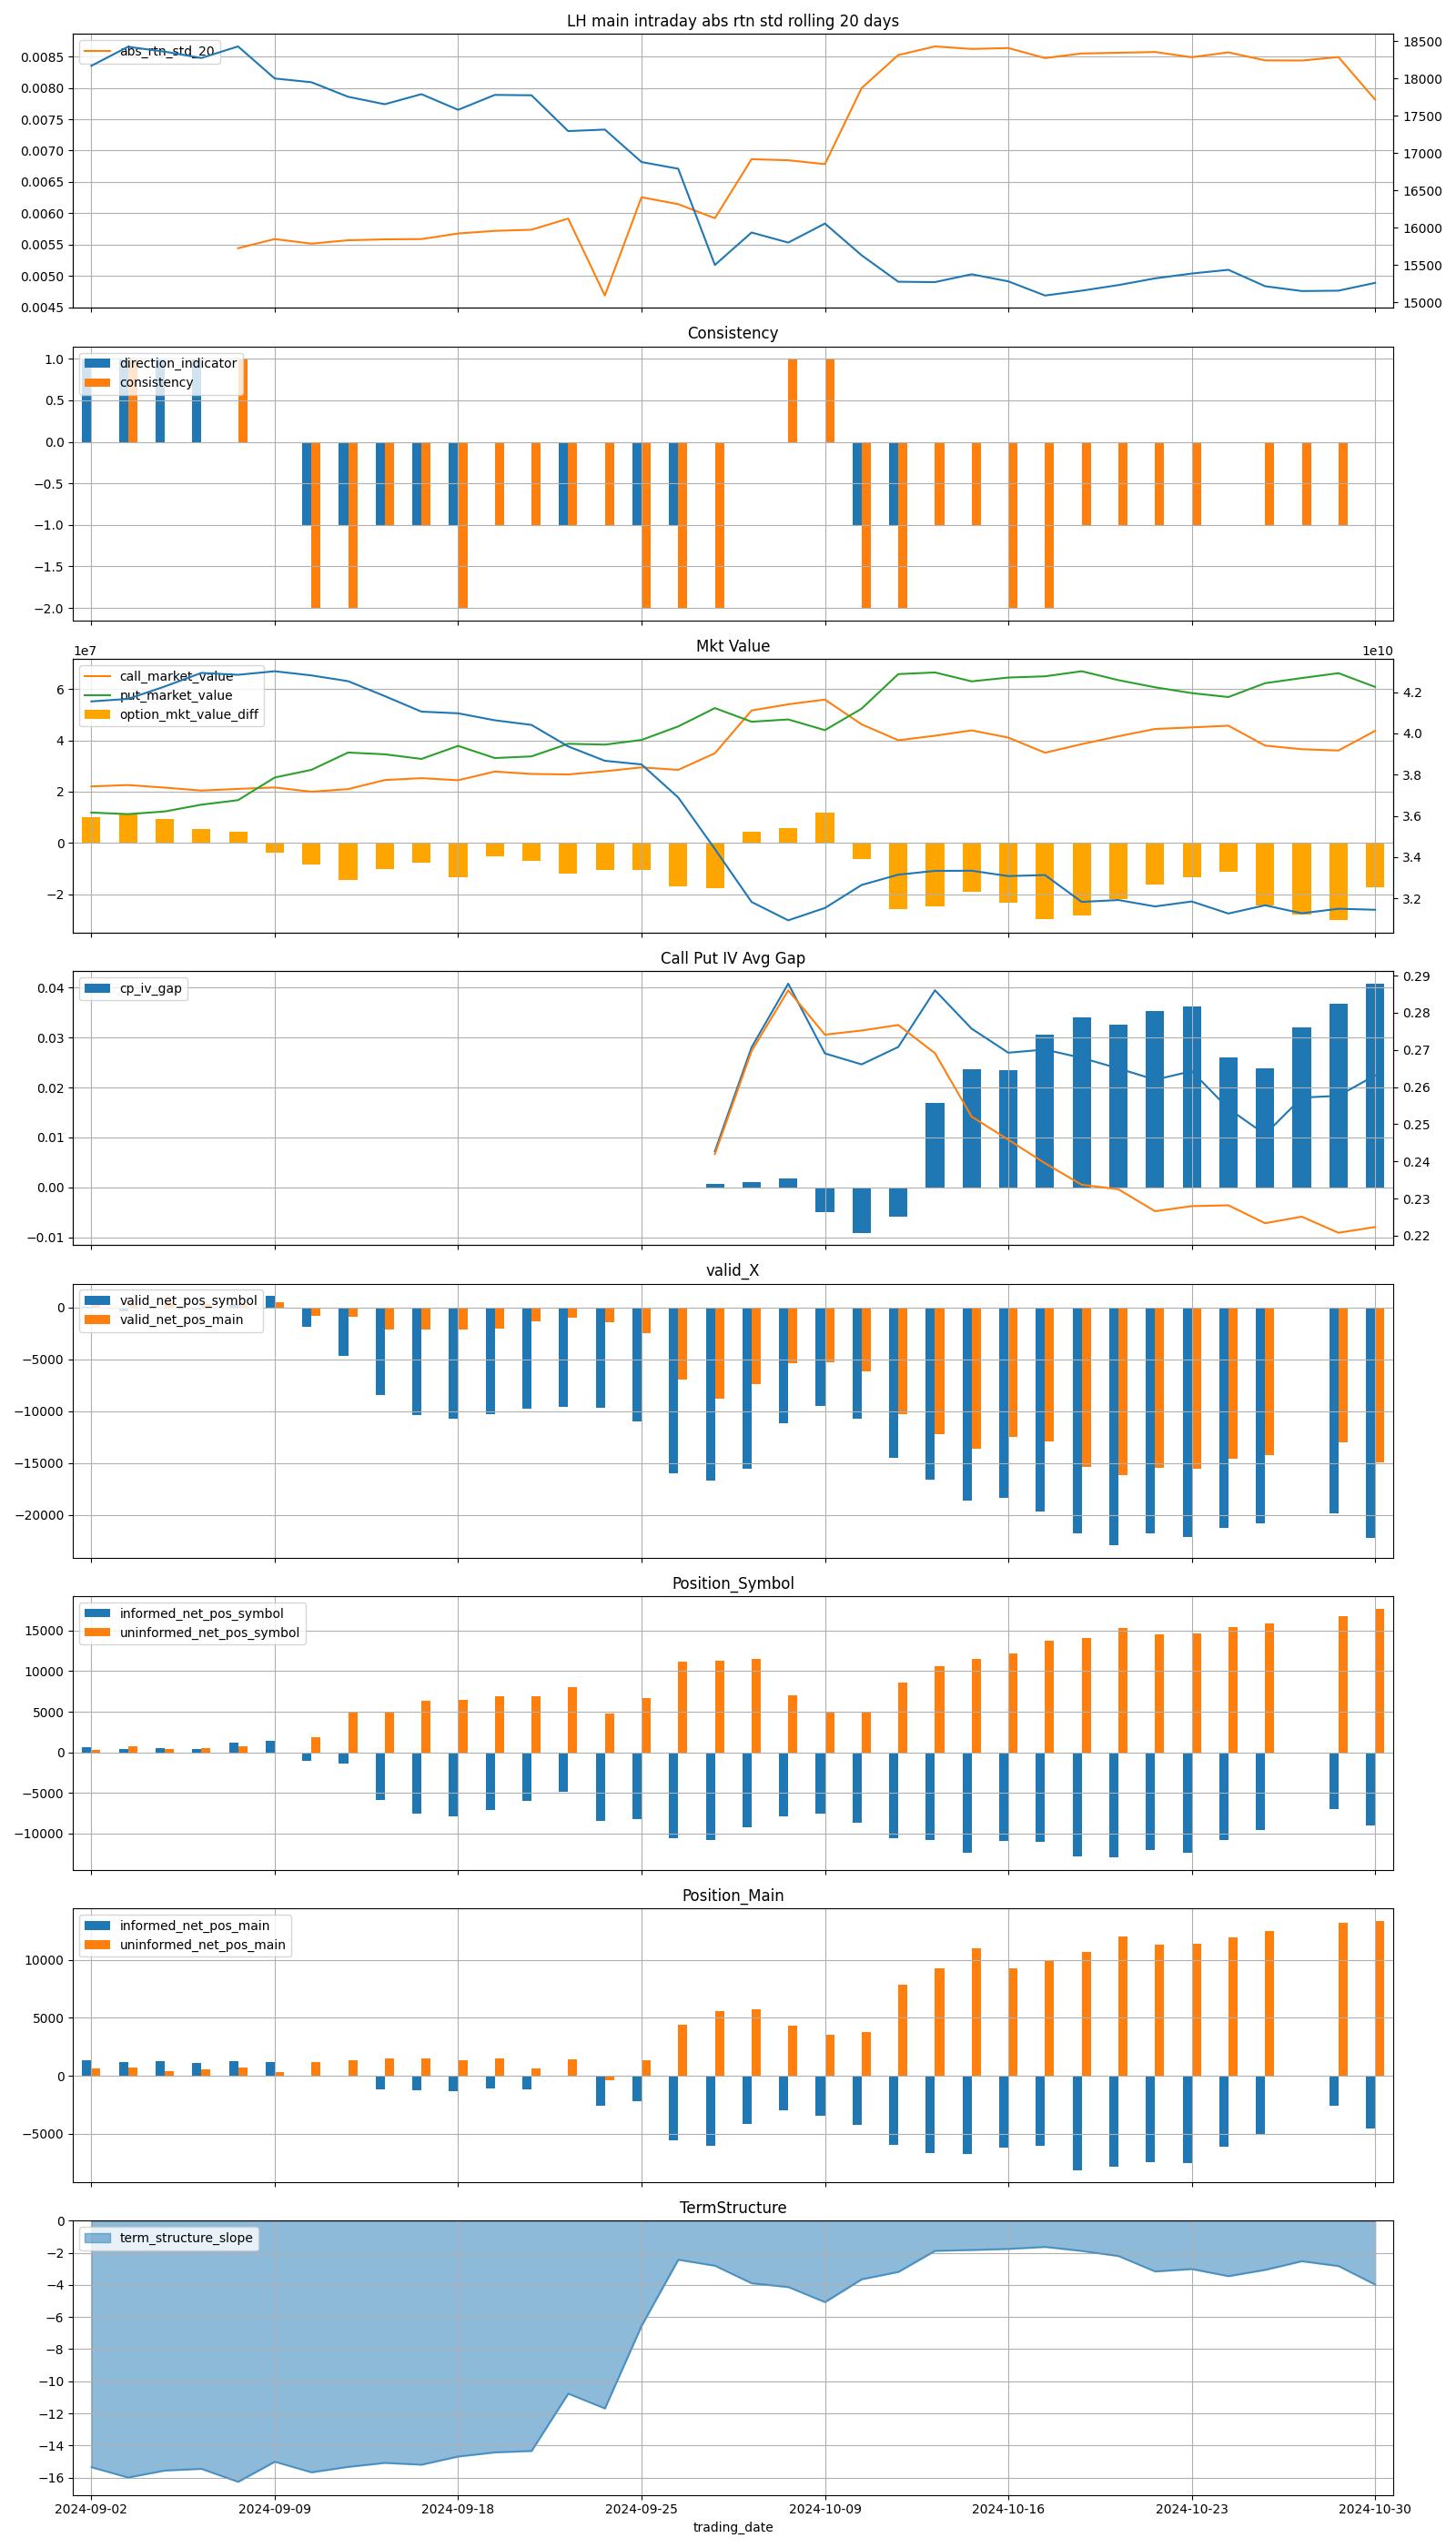 LH main intraday abs rtn std rolling 20 days
abs_rtn_std_20
0.0085
0.0080
0.0075
0.0070
0.0065
0.0060
0.0055
0.0050
0.0045
18500
18000
17500
17000
16500
16000
15500
15000
Consistency
direction_indicator
consistency
1.0
0.5
0.0
−0.5
−1.0
−1.5
−2.0
Mkt Value
1e7
1e10
call_market_value
put_market_value
option_mkt_value_diff
6
4
2
0
−2
4.2
4.0
3.8
3.6
3.4
3.2
Call Put IV Avg Gap
cp_iv_gap
0.04
0.03
0.02
0.01
0.00
−0.01
0.29
0.28
0.27
0.26
0.25
0.24
0.23
0.22
valid_X
valid_net_pos_symbol
valid_net_pos_main
0
−5000
−10000
−15000
−20000
Position_Symbol
informed_net_pos_symbol
uninformed_net_pos_symbol
15000
10000
5000
0
−5000
−10000
Position_Main
informed_net_pos_main
uninformed_net_pos_main
10000
5000
0
−5000
TermStructure
term_structure_slope
0
−2
−4
−6
−8
−10
−12
−14
−16
2024-09-02 2024-09-09 2024-09-18 2024-09-25 2024-10-09 2024-10-16 2024-10-23 2024-10-30
trading_date